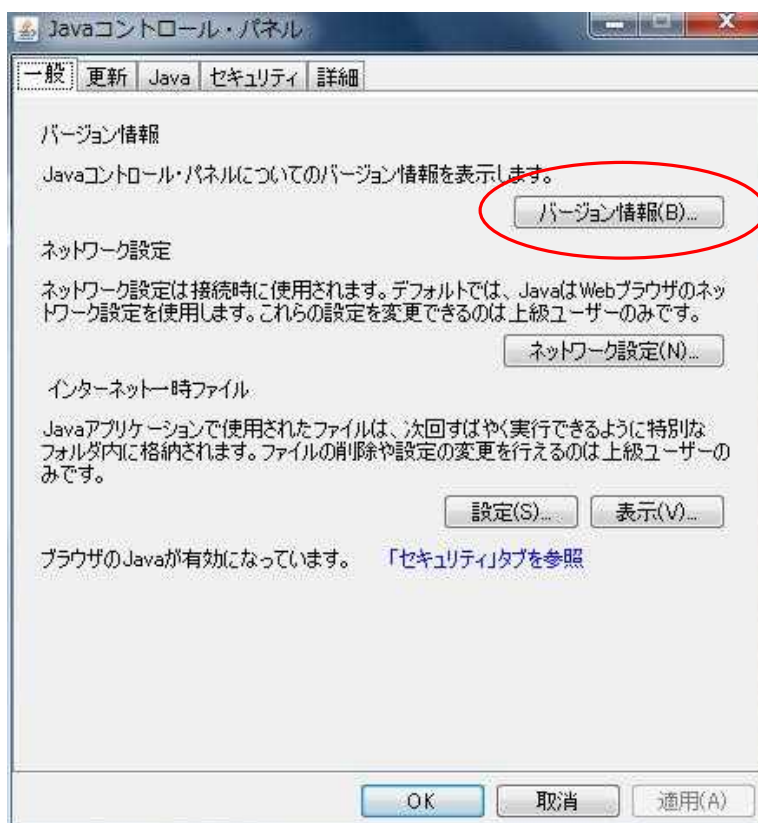 Javaコントロール・パネル
一般 更新 Java セキュリティ 詳細
バージョン情報
Javaコントロール・パネルについてのバージョン情報を表示します。
バージョン情報(B)...
ネットワーク設定
ネットワーク設定は接続時に使用されます。デフォルトでは、JavaはWebブラウザのネッ
トワーク設定を使用します。これらの設定を変更できるのは上級ユーザーのみです。
ネットワーク設定(N)...
インターネット一時ファイル
Javaアプリケーションで使用されたファイルは、次回すばやく実行できるように特別な
フォルダ内に格納されます。ファイルの削除や設定の変更を行えるのは上級ユーザーの
みです。
設定(S)... 表示(V)...
ブラウザのJavaが有効になっています。 「セキュリティ」タブを参照
OK 取消 適用(A)